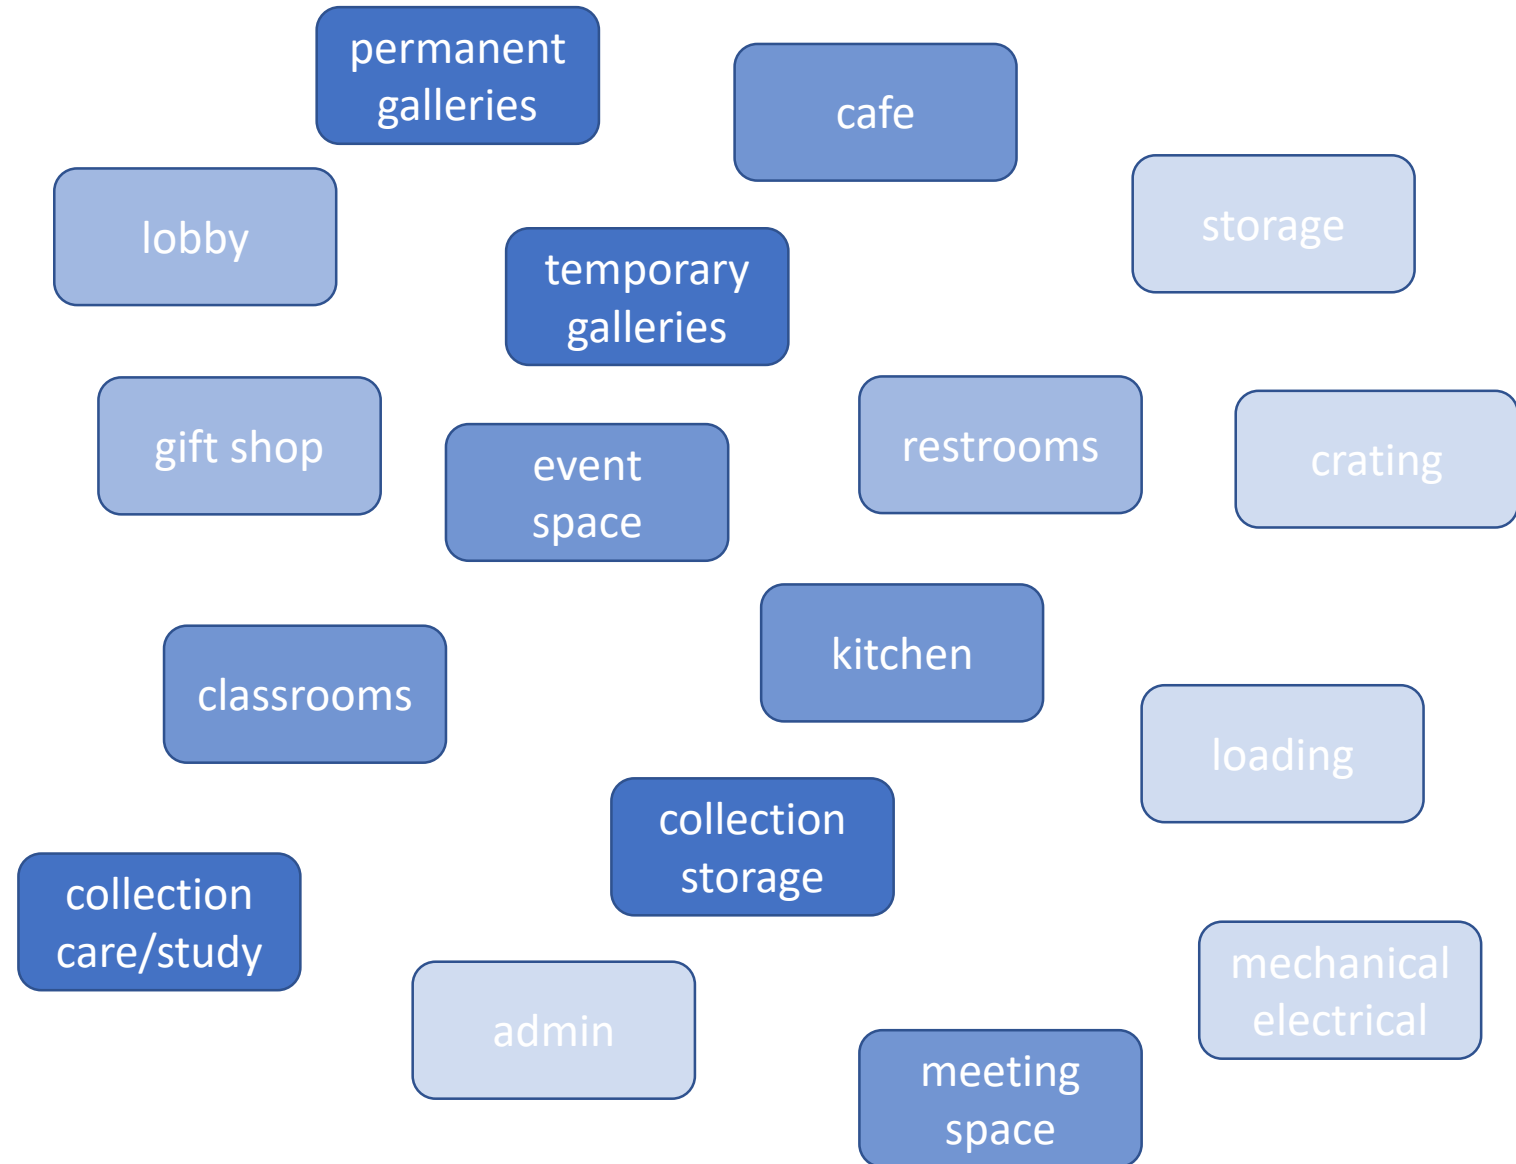 permanent
galleries
cafe
storage
lobby
temporary
galleries
gift shop
event
space
restrooms
crating
classrooms
kitchen
loading
collection
storage
collection
care/study
admin
mechanical
electrical
meeting
space